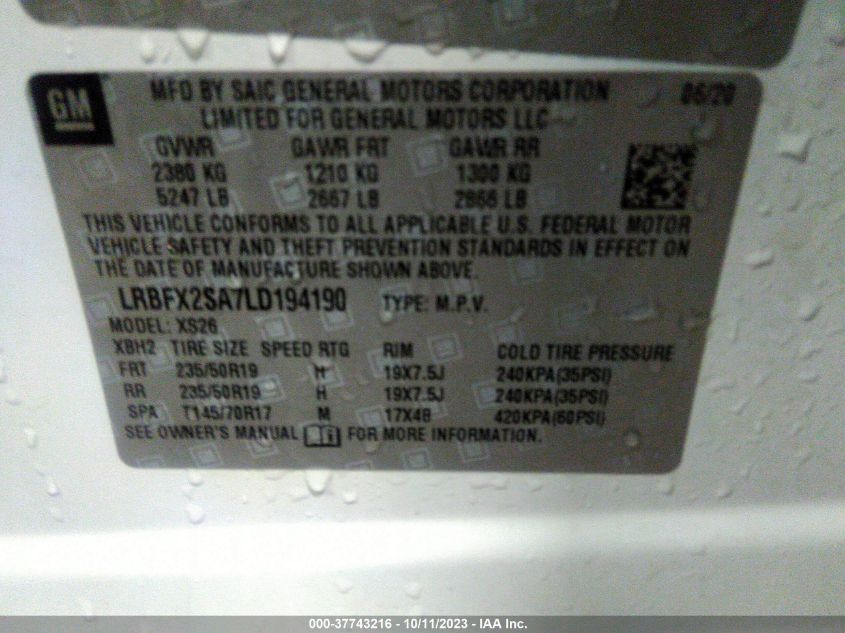 GM
MFD BY SAIC GENERAL MOTORS CORPORATION 06/20
LIMITED FOR GENERAL MOTORS LLC
GVWR GAWR FRT GAWR RR
2380 KG 1210 KG 1300 KG
5247 LB 2667 LB 2866 LB
THIS VEHICLE CONFORMS TO ALL APPLICABLE U.S. FEDERAL MOTOR
VEHICLE SAFETY AND THEFT PREVENTION STANDARDS IN EFFECT ON
THE DATE OF MANUFACTURE SHOWN ABOVE.
LRBFX2SA7LD194190 TYPE: M.P.V.
MODEL: XS26
XBH2 TIRE SIZE SPEED RTG RIM COLD TIRE PRESSURE
FRT 235/50R19 H 19X7.5J 240KPA(35PSI)
RR 235/50R19 H 19X7.5J 240KPA(35PSI)
SPA T145/70R17 M 17X4B 420KPA(60PSI)
SEE OWNER'S MANUAL FOR MORE INFORMATION.
000-37743216 - 10/11/2023 - IAA Inc.